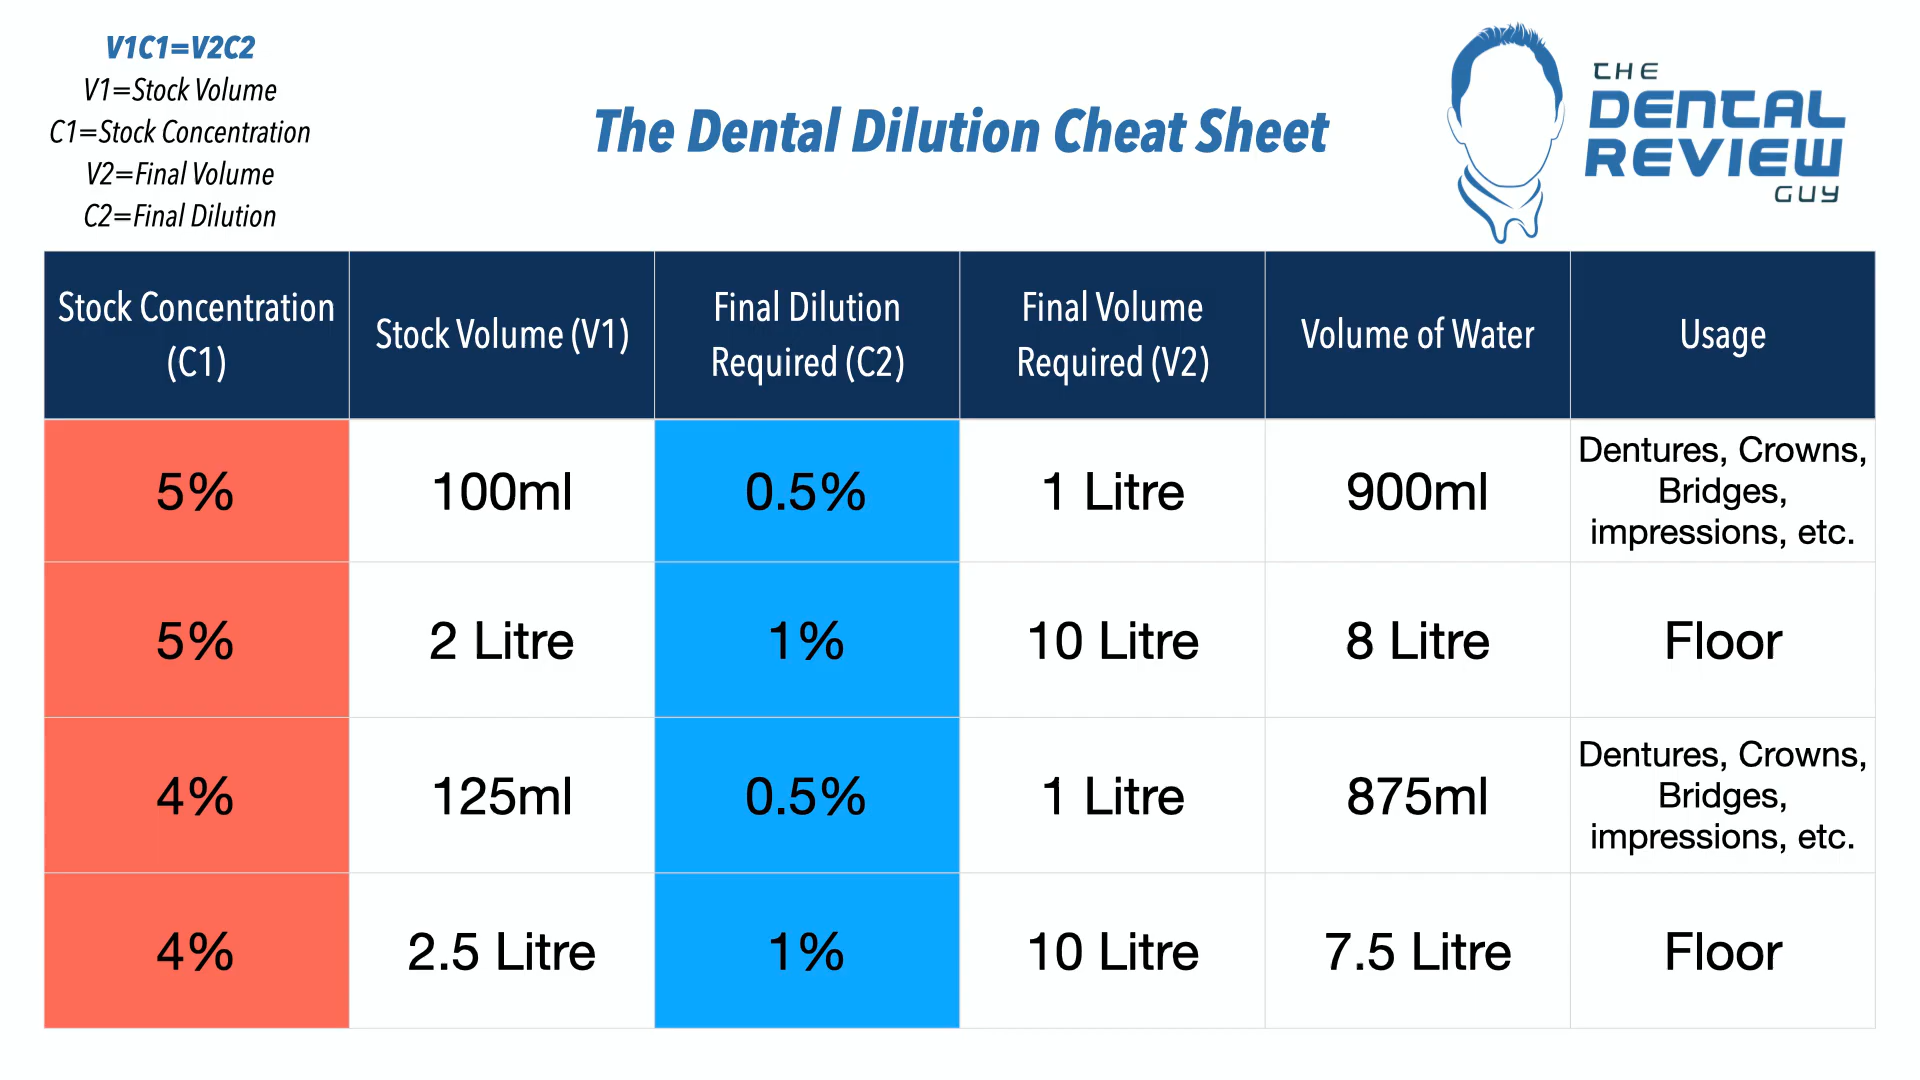 V1C1=V2C2
V1=Stock Volume
C1=Stock Concentration
V2=Final Volume
C2=Final Dilution
The Dental Dilution Cheat Sheet
THE
DENTAL
REVIEW
GUY
Stock Concentration
(C1)
Stock Volume (V1)
Final Dilution
Required (C2)
Final Volume
Required (V2)
Volume of Water
Usage
5%
100ml
0.5%
1 Litre
900ml
Dentures, Crowns,
Bridges,
impressions, etc.
5%
2 Litre
1%
10 Litre
8 Litre
Floor
4%
125ml
0.5%
1 Litre
875ml
Dentures, Crowns,
Bridges,
impressions, etc.
4%
2.5 Litre
1%
10 Litre
7.5 Litre
Floor